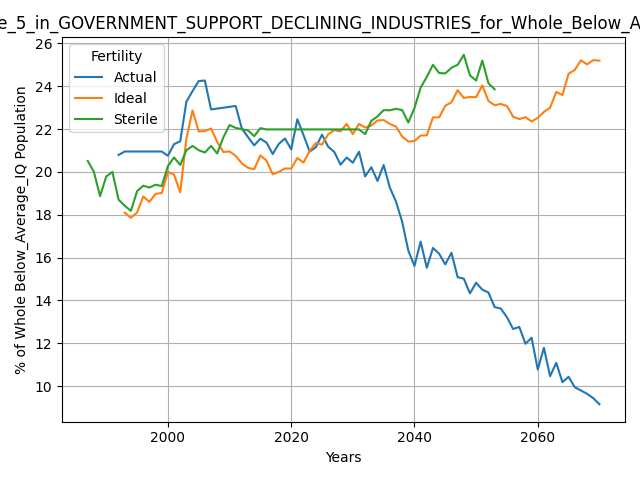 e_5_in_GOVERNMENT_SUPPORT_DECLINING_INDUSTRIES_for_Whole_Below_A
Fertility
Actual
Ideal
Sterile
% of Whole Below_Average_IQ Population
26
24
22
20
18
16
14
12
10
2000
2020
2040
2060
Years